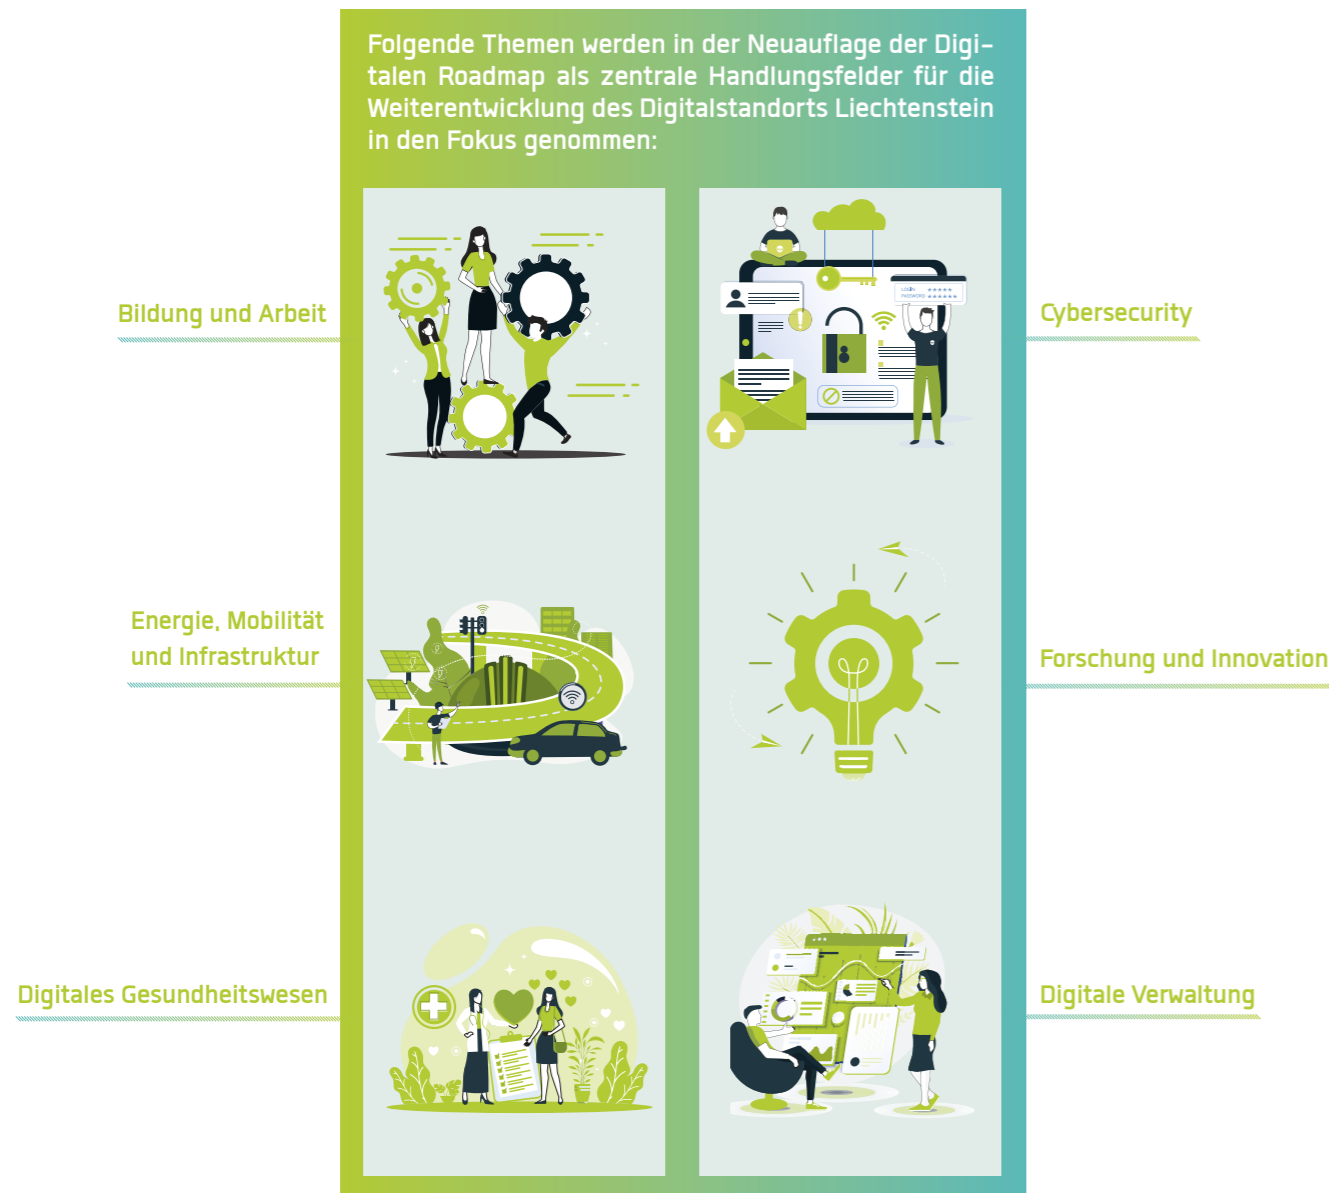 Folgende Themen werden in der Neuauflage der Digi-
talen Roadmap als zentrale Handlungsfelder für die
Weiterentwicklung des Digitalstandorts Liechtenstein
in den Fokus genommen:
Bildung und Arbeit
Cybersecurity
LOGIN: *****
PASSWORD ******
Energie, Mobilität
und Infrastruktur
Forschung und Innovation
Digitales Gesundheitswesen
Digitale Verwaltung